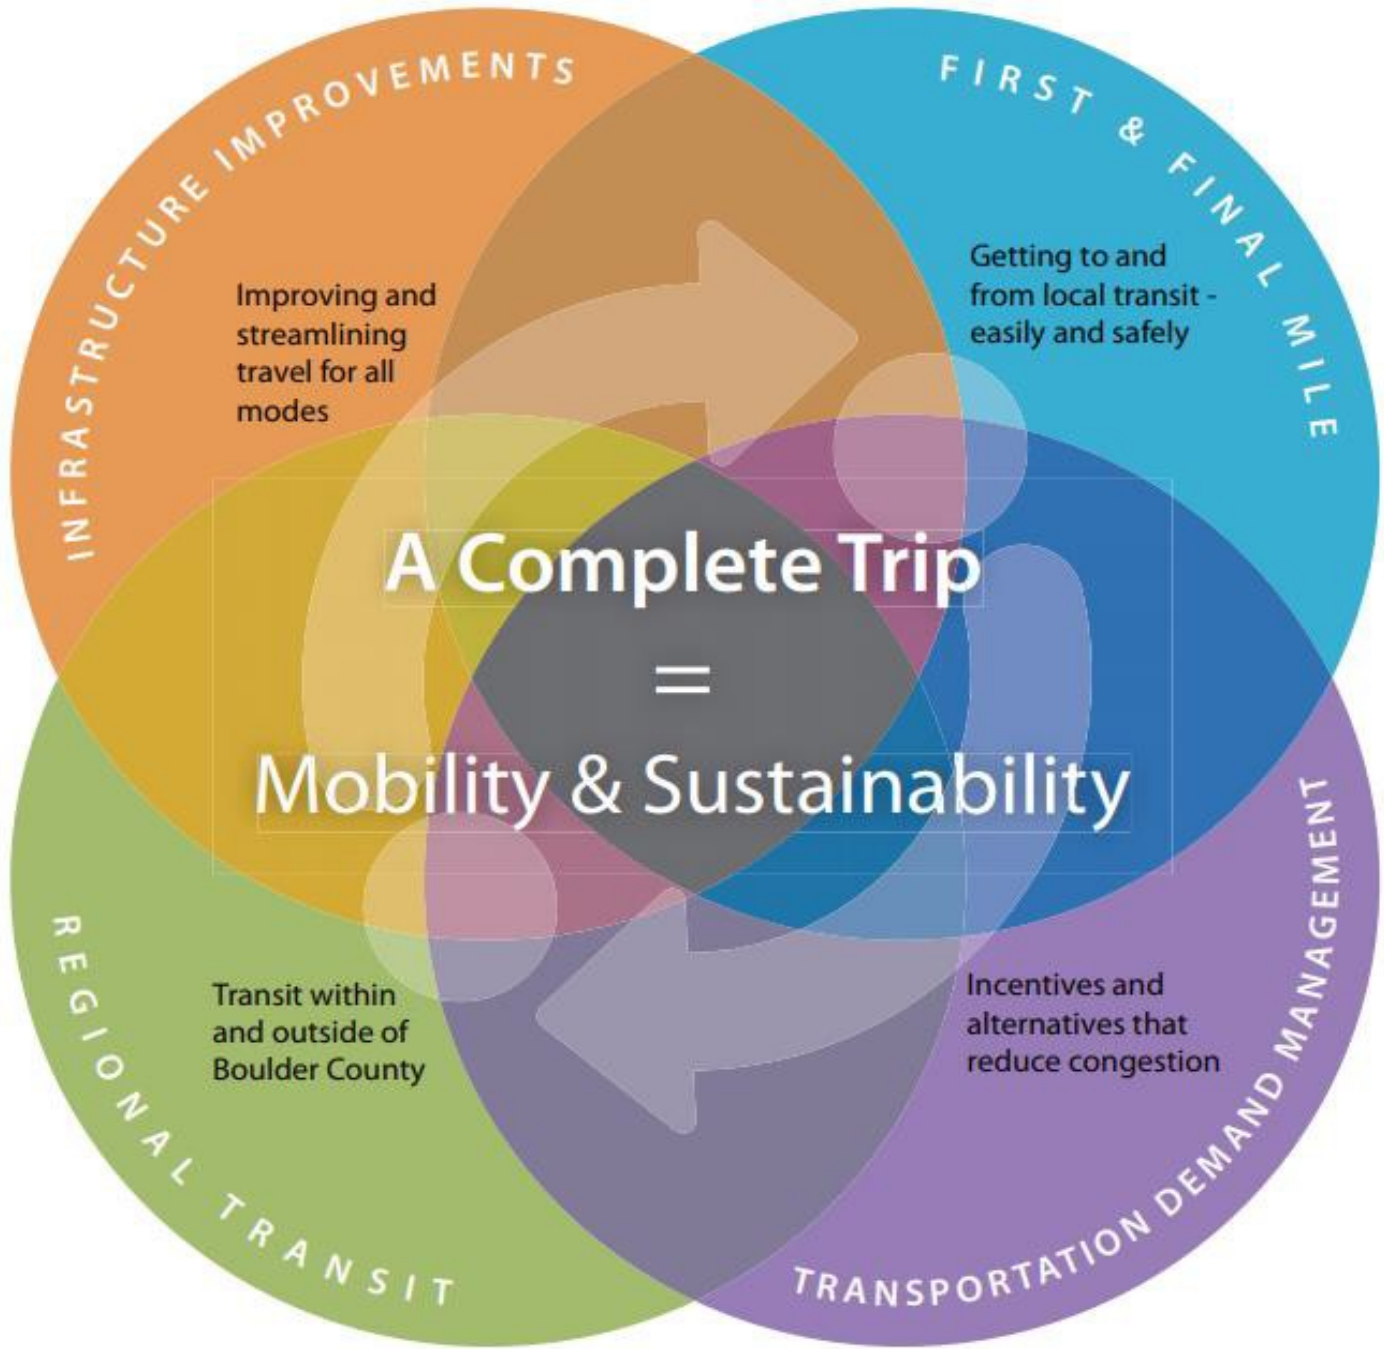 INFRASTRUCTURE IMPROVEMENTS
FIRST & FINAL MILE
Improving and
streamlining
travel for all
modes
Getting to and
from local transit -
easily and safely
A Complete Trip
=
Mobility & Sustainability
Transit within
and outside of
Boulder County
Incentives and
alternatives that
reduce congestion
REGIONAL TRANSIT
TRANSPORTATION DEMAND MANAGEMENT